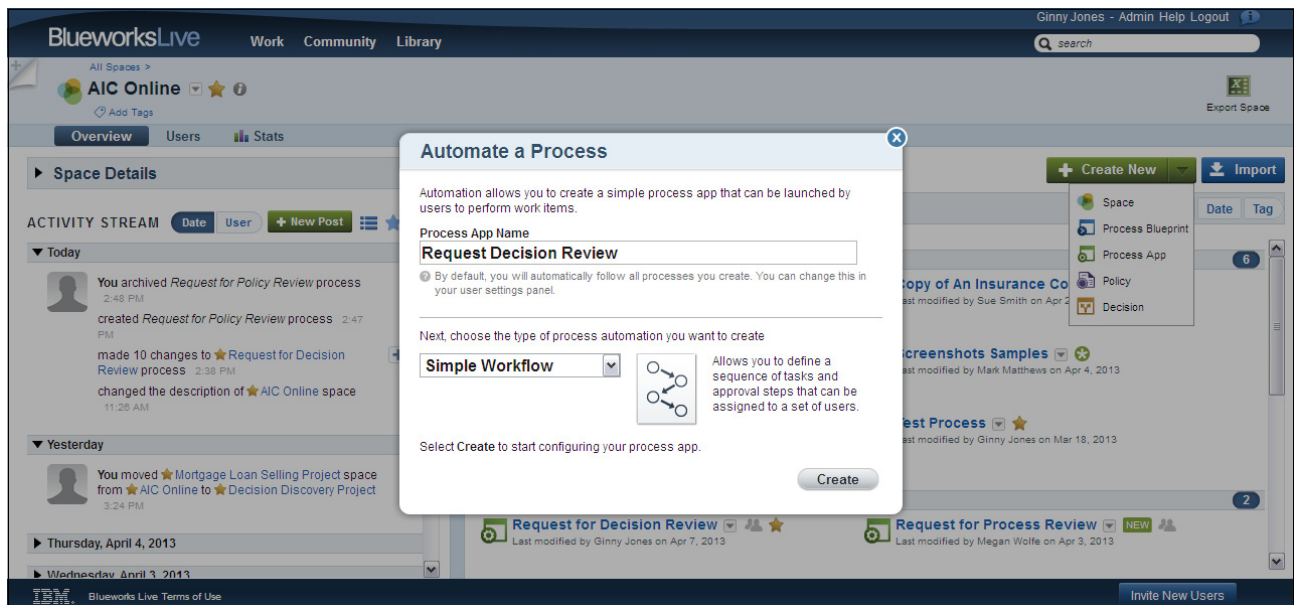 Ginny Jones - Admin Help Logout
BlueworksLive
Work Community Library
search
All Spaces >
AIC Online
Add Tags
Export Space
Overview Users Stats
Space Details
Create New
Import
Space
Process Blueprint
Process App
Policy
Decision
Date Tag
ACTIVITY STREAM Date User + New Post
Today
You archived Request for Policy Review process
2:48 PM
created Request for Policy Review process 2:47
PM
made 10 changes to Request for Decision
Review process 2:38 PM
changed the description of AIC Online space
11:26 AM
Yesterday
You moved Mortgage Loan Selling Project space
from AIC Online to Decision Discovery Project
3:24 PM
Thursday, April 4, 2013
Wednesday, April 3, 2013
Automate a Process
Automation allows you to create a simple process app that can be launched by
users to perform work items.
Process App Name
Request Decision Review
By default, you will automatically follow all processes you create. You can change this in
your user settings panel.
Next, choose the type of process automation you want to create
Simple Workflow
Allows you to define a
sequence of tasks and
approval steps that can be
assigned to a set of users.
Select Create to start configuring your process app.
Create
6
Copy of An Insurance Co
last modified by Sue Smith on Apr 2
Screenshots Samples
last modified by Mark Matthews on Apr 4, 2013
Test Process
last modified by Ginny Jones on Mar 18, 2013
2
Request for Decision Review
Last modified by Ginny Jones on Apr 7, 2013
Request for Process Review NEW
Last modified by Megan Wolfe on Apr 3, 2013
IBM. Blueworks Live Terms of Use
Invite New Users